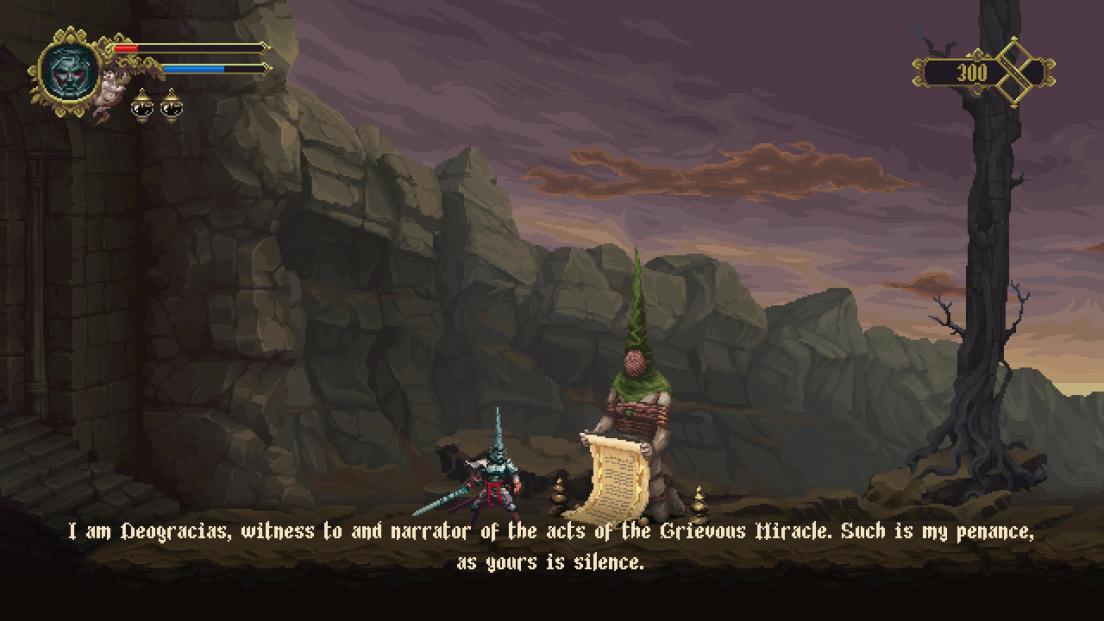 300
I am Deogracias, witness to and narrator of the acts of the Grievous Miracle. Such is my penance,
as yours is silence.